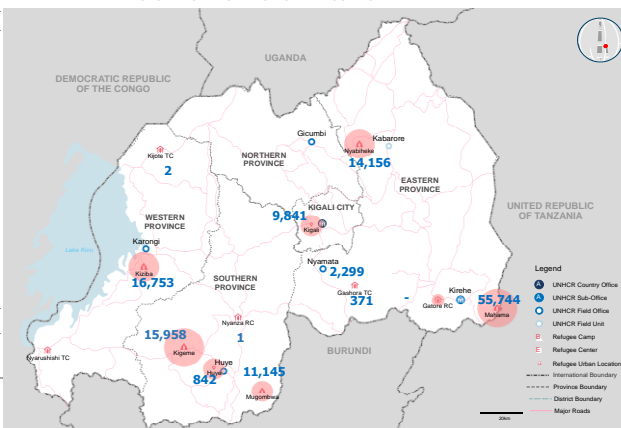 UGANDA
DEMOCRATIC REPUBLIC
OF THE CONGO
Gicumbi
Kabarore
Kijote TC
2
NORTHERN
PROVINCE
Nyabiheke
14,156
EASTERN
PROVINCE
KIGALI CITY
9,841
Kigali
UNITED REPUBLIC
OF TANZANIA
WESTERN
PROVINCE
Lake Kivu
Karongi
Kiziba
16,753
Nyamata
2,299
SOUTHERN
PROVINCE
Gashora TC
371
-
Gatore RC
Kirehe
55,744
Mahama
Nyanza RC
1
15,958
Kigeme
Nyarushishi TC
Huye
Huye
842
11,145
Mugombwa
BURUNDI
Legend
A UNHCR Country Office
A UNHCR Sub-Office
UNHCR Field Office
UNHCR Field Unit
Refugee Camp
Refugee Center
Refugee Urban Location
International Boundary
Province Boundary
District Boundary
Major Roads
20km